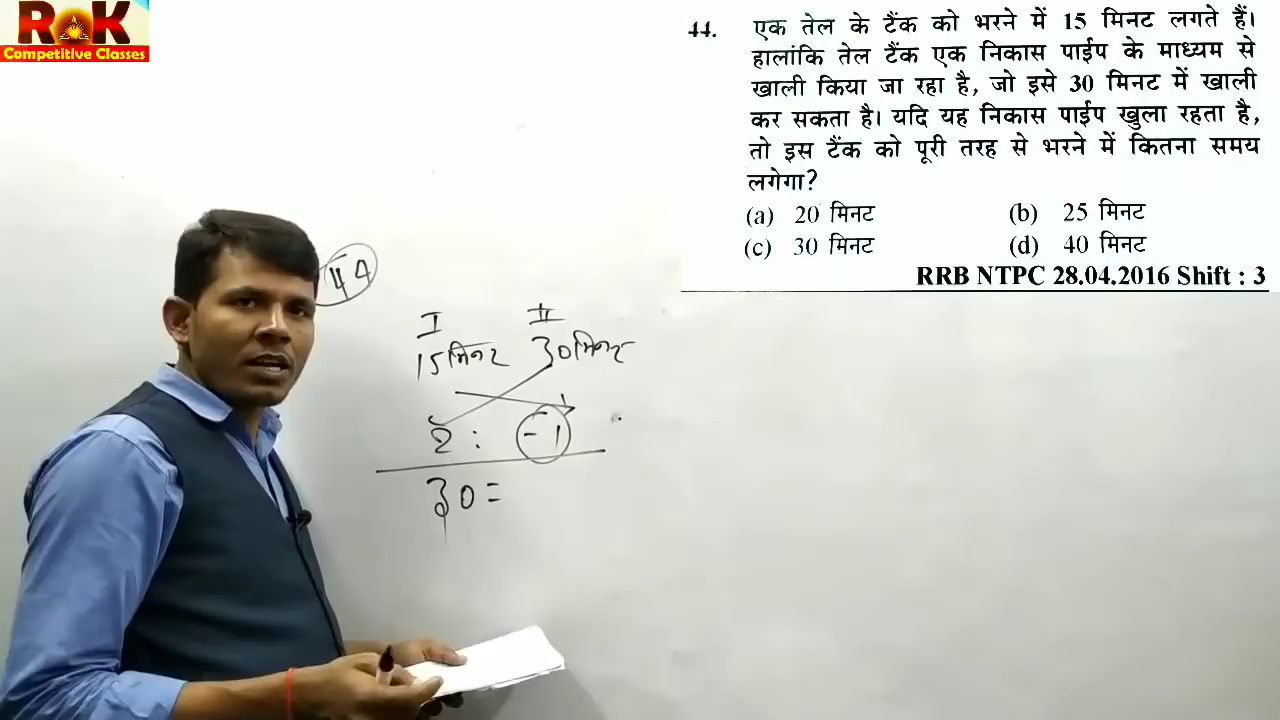 RK
Competitive Classes
44. एक तेल के टैंक को भरने में 15 मिनट लगते हैं।
हालांकि तेल टैंक एक निकास पाईप के माध्यम से
खाली किया जा रहा है, जो इसे 30 मिनट में खाली
कर सकता है। यदि यह निकास पाईप खुला रहता है,
तो इस टैंक को पूरी तरह से भरने में कितना समय
लगेगा?
(a) 20 मिनट (b) 25 मिनट
(c) 30 मिनट (d) 40 मिनट
RRB NTPC 28.04.2016 Shift : 3
44
I II
15 मिनट 30 मिनट
2 : -1
30 =